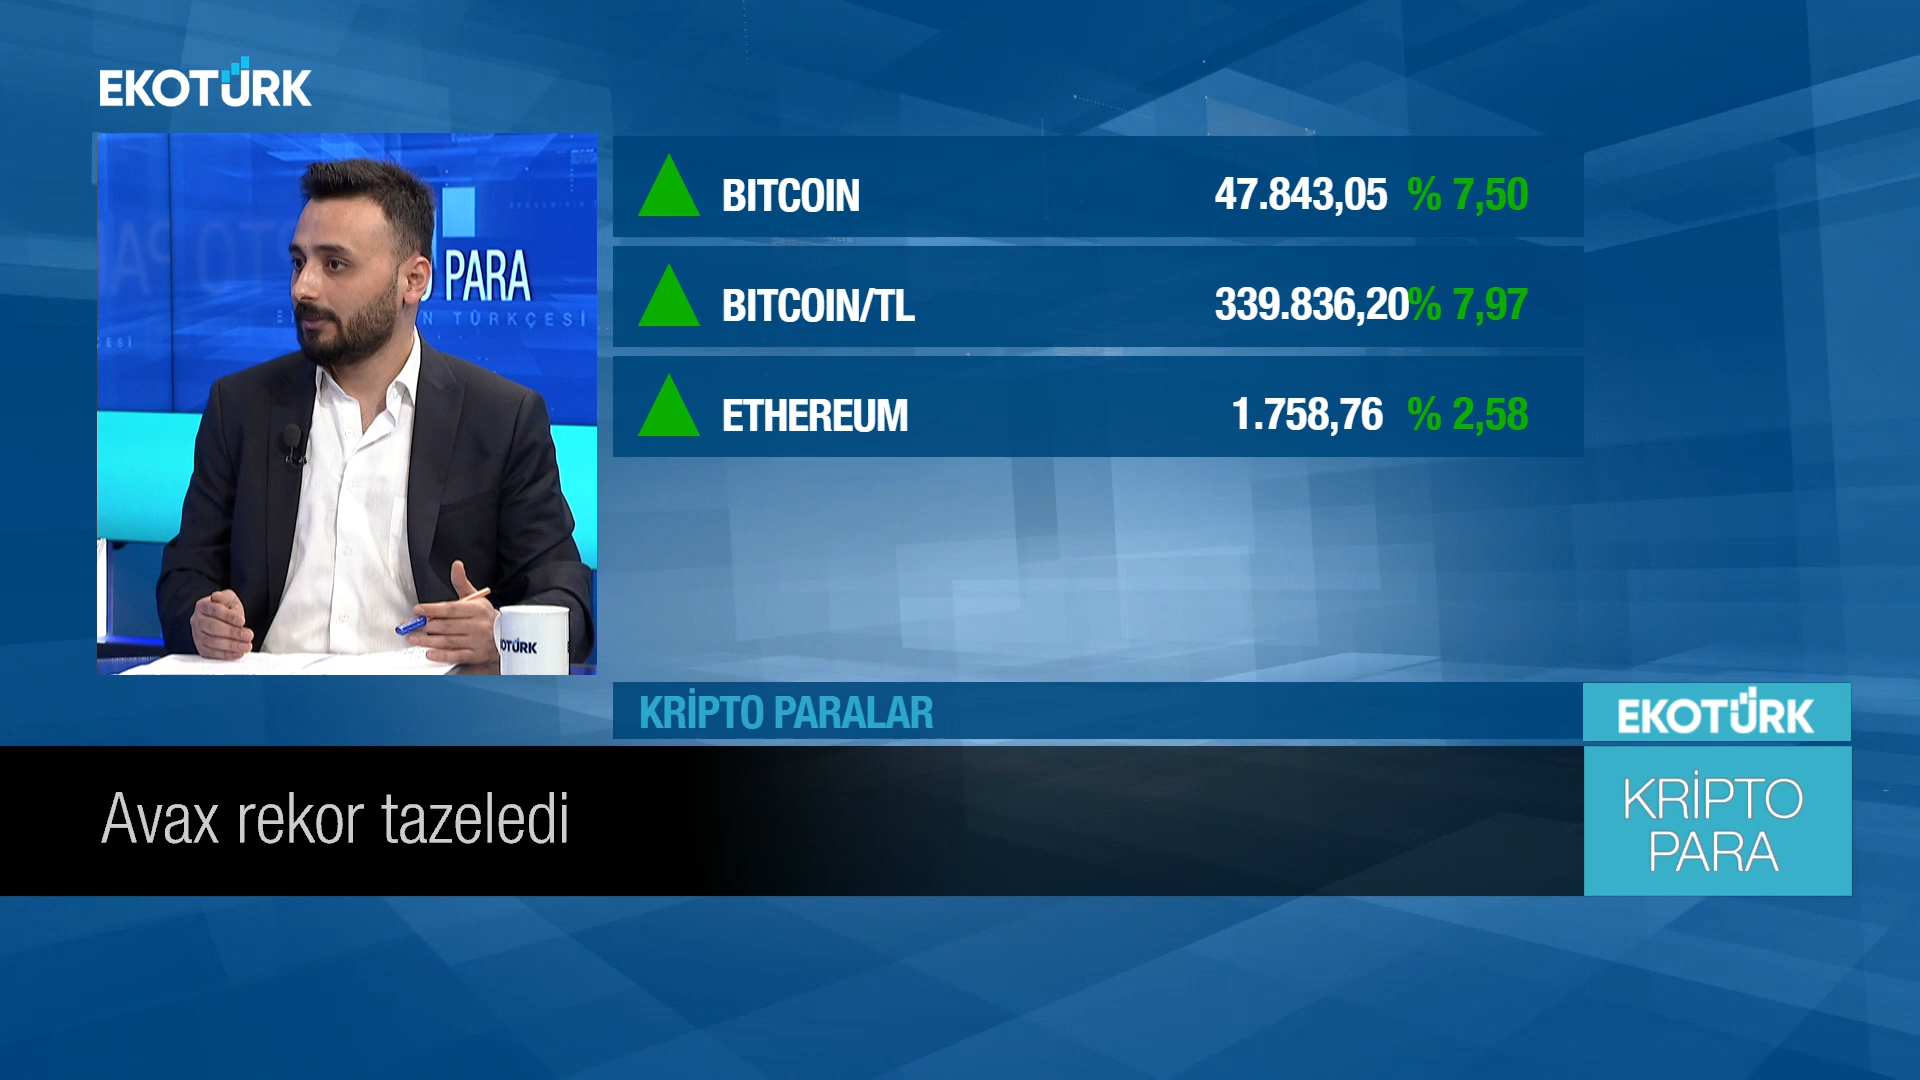 EKOTÜRK
PARA
TÜRKÇESİ
BITCOIN 47.843,05 % 7,50
BITCOIN/TL 339.836,20 % 7,97
ETHEREUM 1.758,76 % 2,58
KRİPTO PARALAR
EKOTÜRK
Avax rekor tazeledi
KRİPTO
PARA